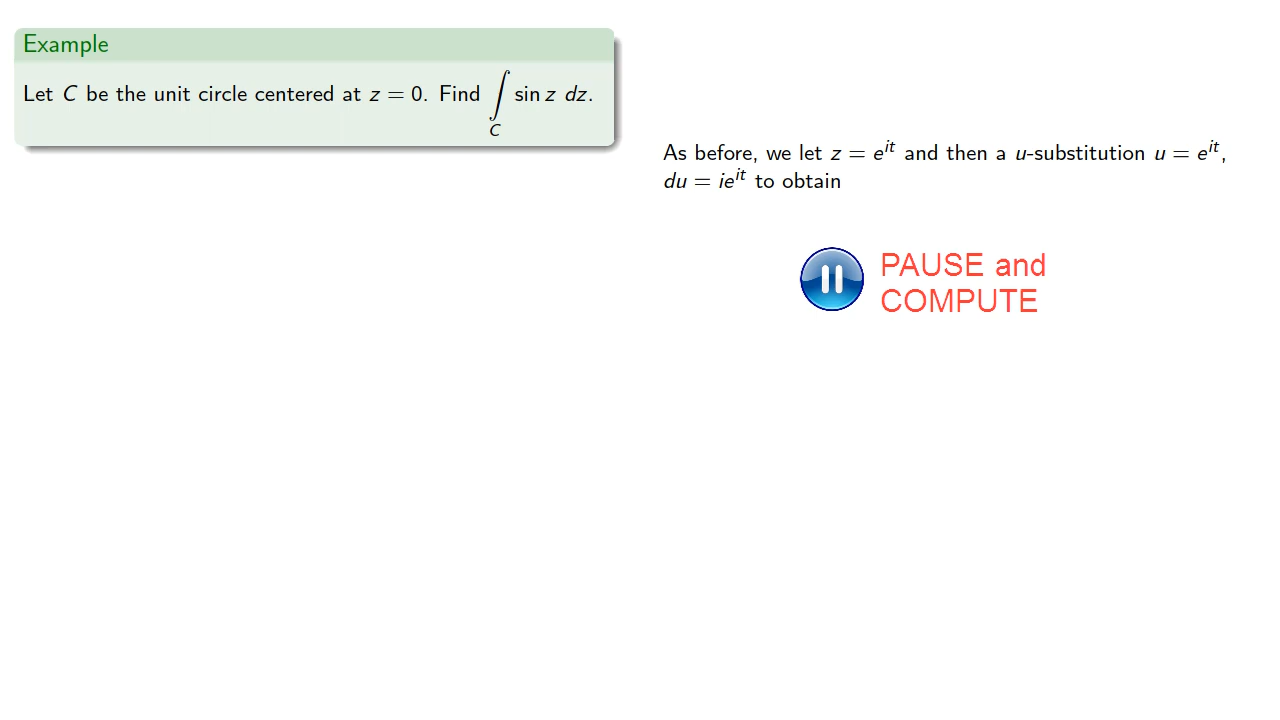 Example
Let C be the unit circle centered at z = 0. Find ∫_C sin z dz.
As before, we let z = e^{it} and then a u-substitution u = e^{it},
du = ie^{it} to obtain
PAUSE and
COMPUTE